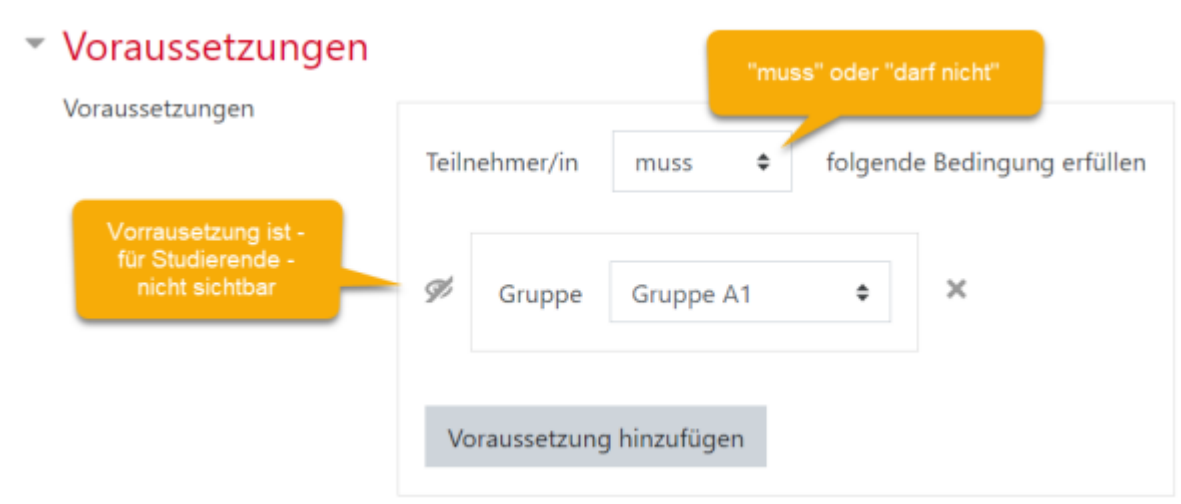 Voraussetzungen
"muss" oder "darf nicht"
Voraussetzungen
Teilnehmer/in muss folgende Bedingung erfüllen
Vorrausetzung ist -
für Studierende -
nicht sichtbar
Gruppe Gruppe A1
Voraussetzung hinzufügen